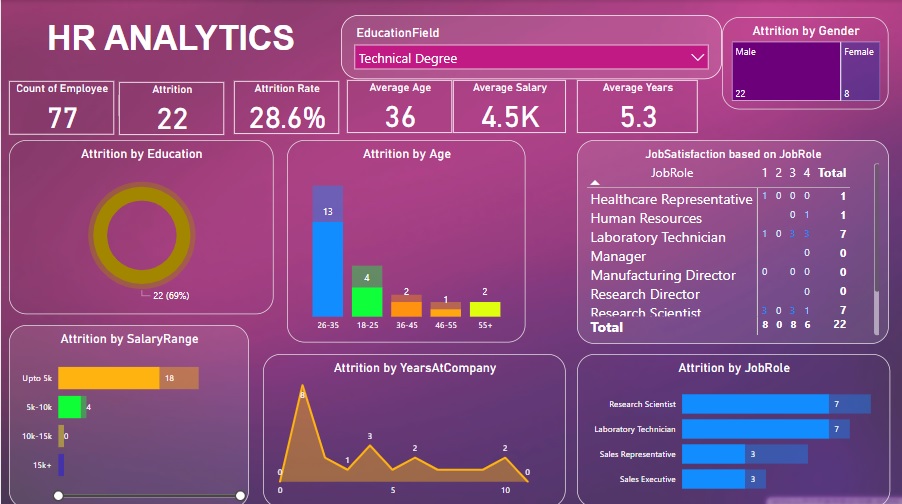 HR ANALYTICS
EducationField
Technical Degree
Attrition by Gender
Male
Female
22
8
Count of Employee
77
Attrition
22
Attrition Rate
28.6%
Average Age
36
Average Salary
4.5K
Average Years
5.3
Attrition by Education
22 (69%)
Attrition by Age
13
4
2
1
2
26-35 18-25 36-45 46-55 55+
JobSatisfaction based on JobRole
JobRole 1 2 3 4 Total
Healthcare Representative 1 0 0 0 1
Human Resources 0 1 1
Laboratory Technician 1 0 3 3 7
Manager 0 0
Manufacturing Director 0 0 0 0
Research Director 0 0
Research Scientist 3 0 3 1 7
Total 8 0 8 6 22
Attrition by SalaryRange
Upto 5k 18
5k-10k 4
10k-15k 0
15k+
Attrition by YearsAtCompany
8
3
2
2
1
0
0
0 5 10
Attrition by JobRole
Research Scientist 7
Laboratory Technician 7
Sales Representative 3
Sales Executive 3